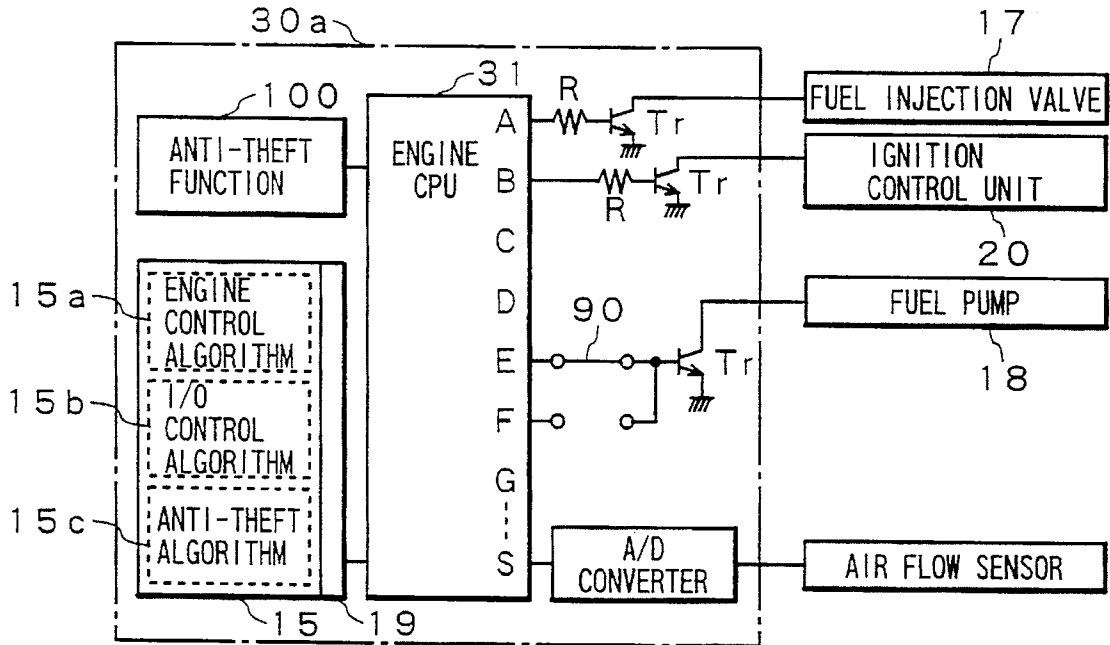 30a
31
17
100
R
A
Tr
FUEL INJECTION VALVE
ANTI-THEFT
FUNCTION
ENGINE
CPU
B
R
Tr
IGNITION
CONTROL UNIT
20
C
D
15a
ENGINE
CONTROL
ALGORITHM
90
FUEL PUMP
18
E
Tr
15b
I/O
CONTROL
ALGORITHM
F
G
15c
ANTI-THEFT
ALGORITHM
S
A/D
CONVERTER
AIR FLOW SENSOR
15
19